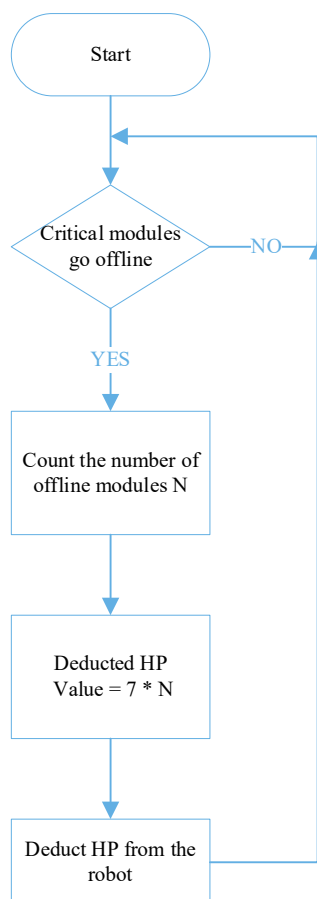 Start
Critical modules
go offline
NO
YES
Count the number of
offline modules N
Deducted HP
Value = 7 * N
Deduct HP from the
robot